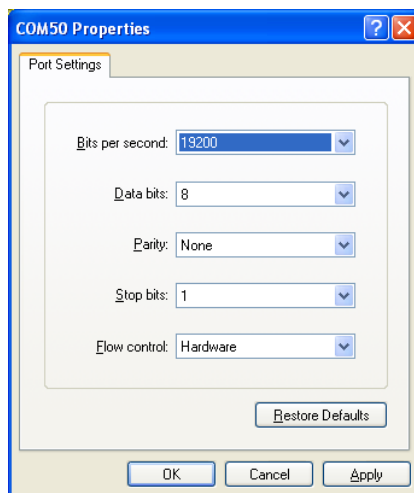 COM50 Properties
Port Settings
Bits per second: 19200
Data bits: 8
Parity: None
Stop bits: 1
Flow control: Hardware
Restore Defaults
OK Cancel Apply